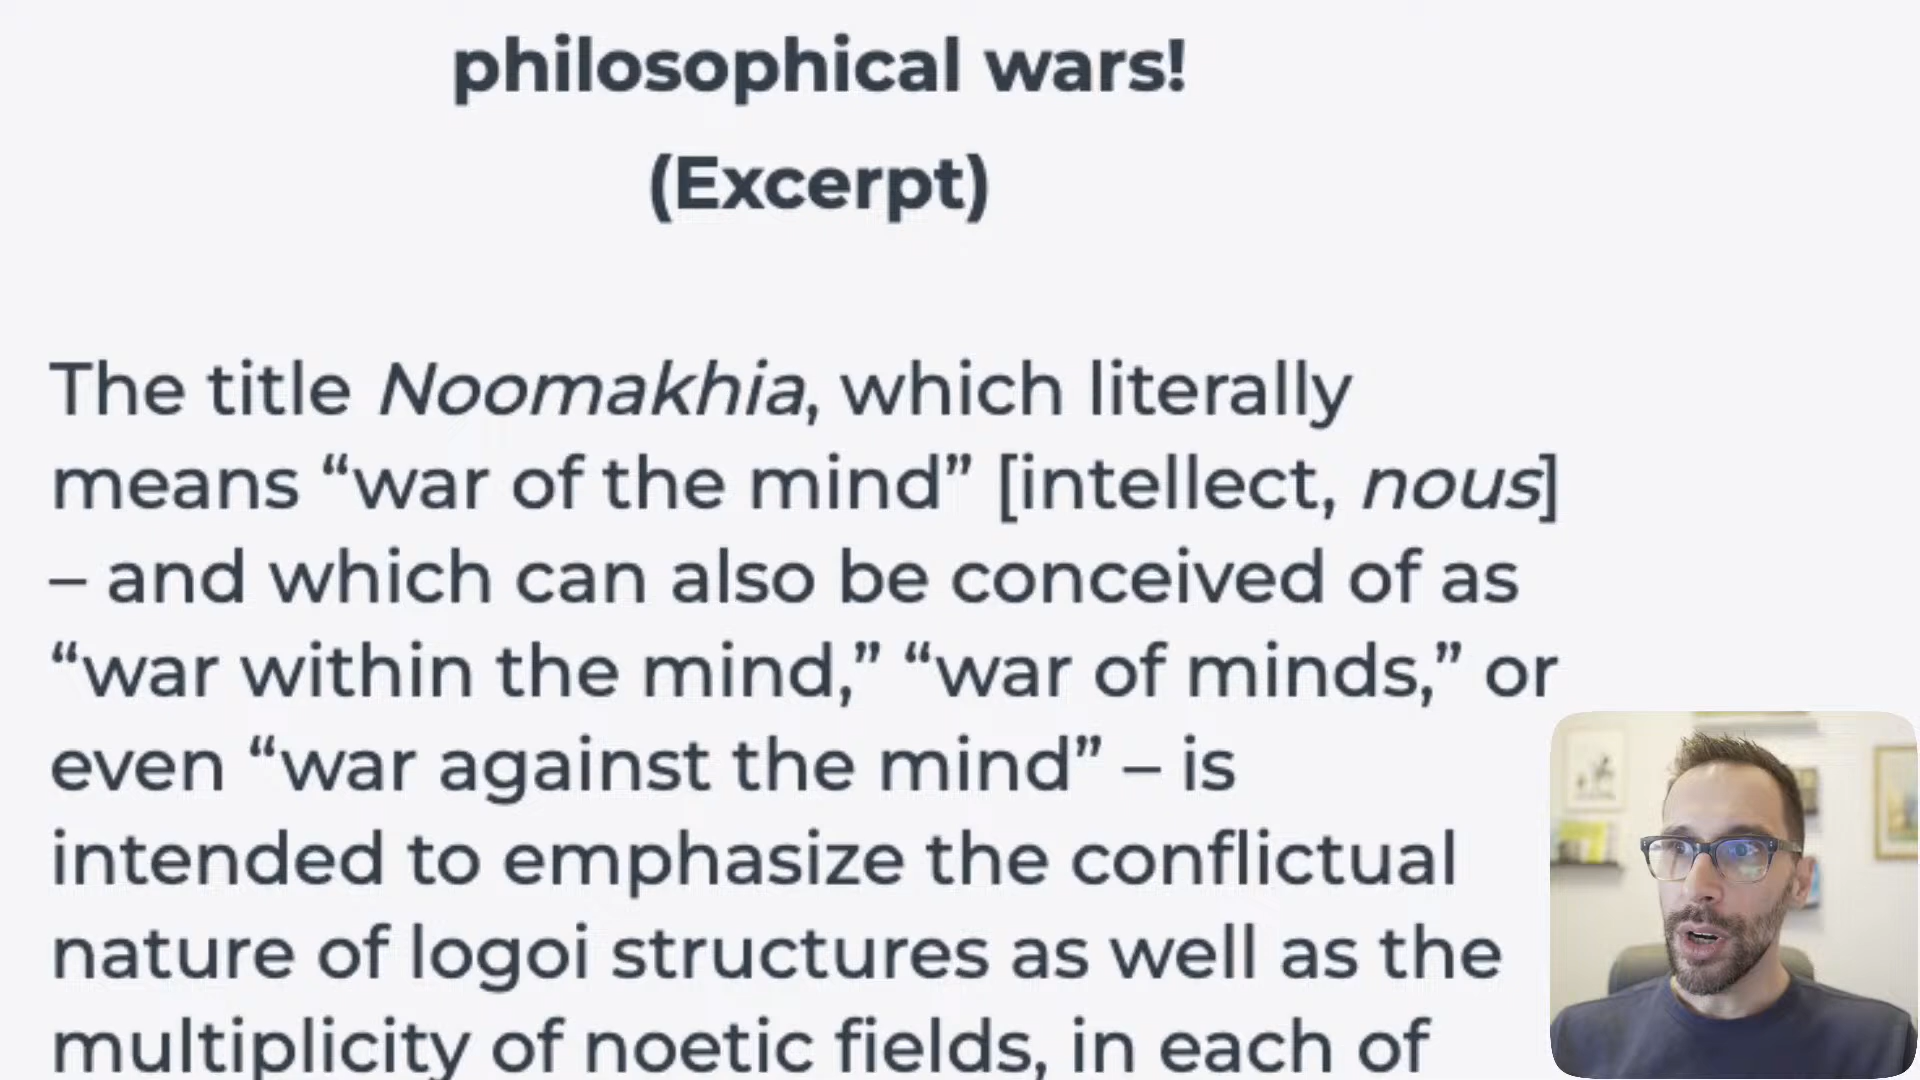 philosophical wars!
(Excerpt)
The title Noomakhia, which literally
means “war of the mind” [intellect, nous]
– and which can also be conceived of as
“war within the mind,” “war of minds,” or
even “war against the mind” – is
intended to emphasize the conflictual
nature of logoi structures as well as the
multiplicity of noetic fields, in each of